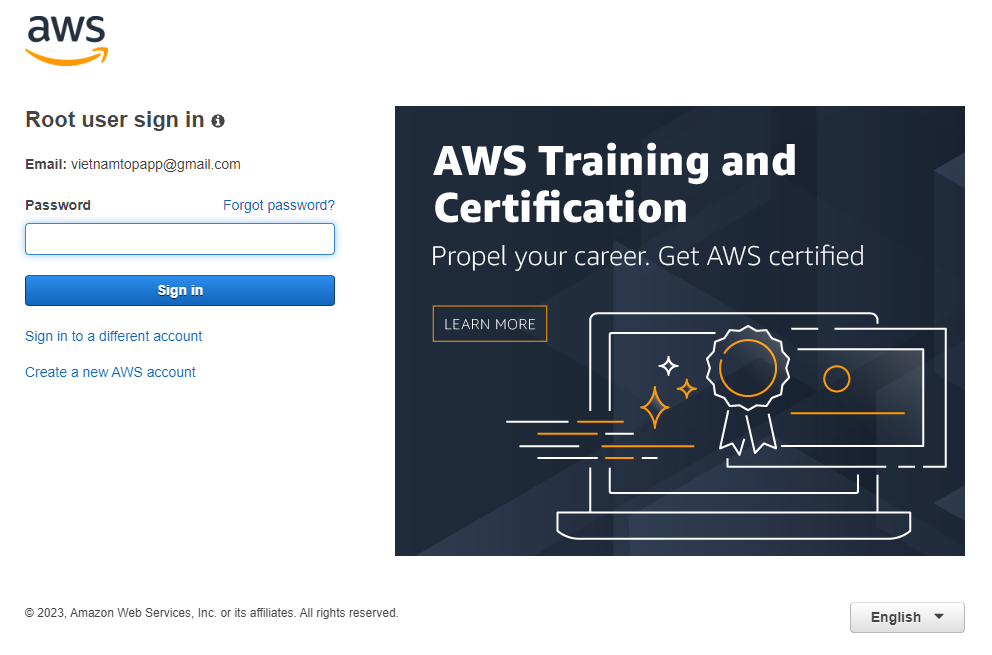 aws
Root user sign in
Email: vietnamtopapp@gmail.com
Password
Forgot password?
Sign in
Sign in to a different account
Create a new AWS account
AWS Training and
Certification
Propel your career. Get AWS certified
LEARN MORE
© 2023, Amazon Web Services, Inc. or its affiliates. All rights reserved.
English